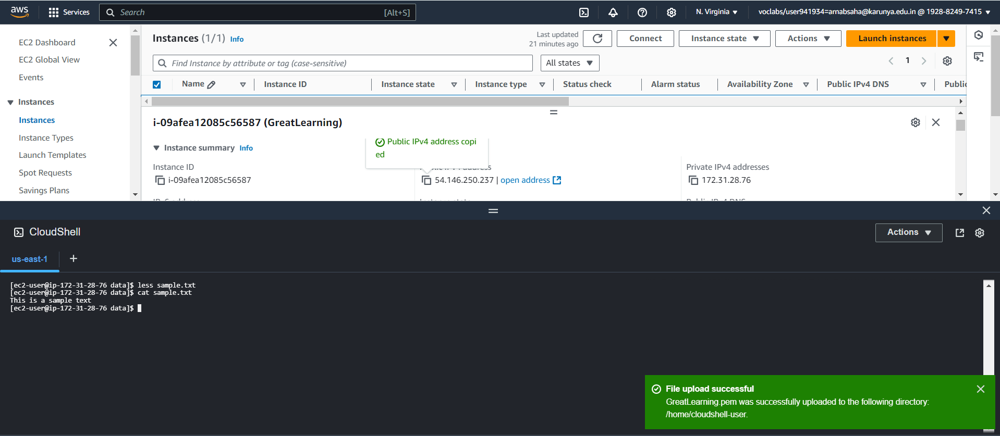 aws
Services
Search
[Alt+S]
N. Virginia
voclabs/user941934=arnabsaha@karunya.edu.in @ 1928-8249-7415
EC2 Dashboard
EC2 Global View
Events
Instances
Instances
Instance Types
Launch Templates
Spot Requests
Savings Plans
Instances (1/1) Info
Last updated
21 minutes ago
Connect
Instance state
Actions
Launch instances
Find Instance by attribute or tag (case-sensitive)
All states
1
Name
Instance ID
Instance state
Instance type
Status check
Alarm status
Availability Zone
Public IPv4 DNS
i-09afea12085c56587 (GreatLearning)
Instance summary Info
Public IPv4 address copi
ed
Instance ID
i-09afea12085c56587
54.146.250.237 | open address
Private IPv4 addresses
172.31.28.76
CloudShell
Actions
us-east-1
+
[ec2-user@ip-172-31-28-76 data]$ less sample.txt
[ec2-user@ip-172-31-28-76 data]$ cat sample.txt
This is a sample text
[ec2-user@ip-172-31-28-76 data]$
File upload successful
GreatLearning.pem was successfully uploaded to the following directory:
/home/cloudshell-user.